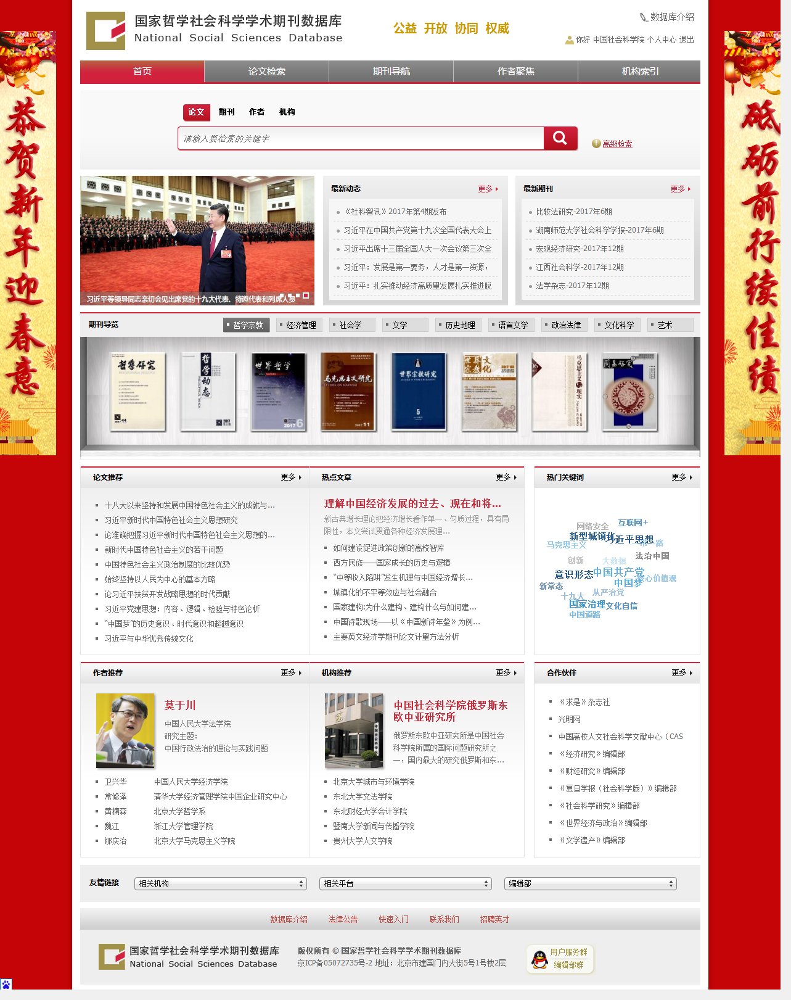 国家哲学社会科学学术期刊数据库
National Social Sciences Database
公益 开放 协同 权威
数据库介绍
你好 中国社会科学院 个人中心 退出
恭贺新年迎春意
砥砺前行续佳绩
首页 论文检索 期刊导航 作者聚焦 机构索引
论文 期刊 作者 机构
请输入要检索的关键字
高级检索
习近平等领导同志亲切会见出席党的十九大代表、特邀代表和列席人员
最新动态 更多
《社科智讯》2017年第4期发布
习近平在中国共产党第十九次全国代表大会上
习近平出席十三届全国人大一次会议第三次全
习近平：发展是第一要务，人才是第一资源，
习近平：扎实推动经济高质量发展扎实推进脱
最新期刊 更多
比较法研究-2017年6期
湖南师范大学社会科学学报-2017年6期
宏观经济研究-2017年12期
江西社会科学-2017年12期
法学杂志-2017年12期
期刊导览
哲学宗教 经济管理 社会学 文学 历史地理 语言文学 政治法律 文化科学 艺术
哲学研究
2017 11
哲学动态
2017
世界哲学
2017 6
马克思主义研究
STUDIES ON MARXISM
2017 11
世界宗教研究
5
世界宗教文化
马克思主义与现实
周易研究
论文推荐 更多
十八大以来坚持和发展中国特色社会主义的成就与...
习近平新时代中国特色社会主义思想研究
论准确把握习近平新时代中国特色社会主义思想的...
新时代中国特色社会主义的若干问题
中国特色社会主义政治制度的比较优势
始终坚持以人民为中心的基本方略
论习近平扶贫开发战略思想的时代贡献
习近平党建思想：内容、逻辑、检验与特色论析
“中国梦”的历史意识、时代意识和超越意识
习近平与中华优秀传统文化
热点文章 更多
理解中国经济发展的过去、现在和将...
新古典增长理论把经济增长看作单一、匀质过程，具有局
限性，本文尝试贯通各种经济发展理...
如何建设促进政策创新的高校智库
西方民族——国家成长的历史与逻辑
“中等收入陷阱”发生机理与中国经济增长...
城镇化的不平等效应与社会融合
国家建构:为什么建构、建构什么与如何建...
中国诗歌现场——以《中国新诗年鉴》为例...
主要英文经济学期刊论文计量方法分析
热门关键词 更多
互联网+
网络安全
新型城镇化
习近平思想
马克思主义
法治中国
创新
大数据
中国共产党
意识形态
核心价值观
中国梦
新常态
从严治党
十九大
国家治理
文化自信
中国道路
作者推荐 更多
莫于川
中国人民大学法学院
研究主题：
中国行政法治的理论与实践问题
卫兴华 中国人民大学经济学院
常修泽 清华大学经济管理学院中国企业研究中心
黄楠森 北京大学哲学系
魏江 浙江大学管理学院
郇庆治 北京大学马克思主义学院
机构推荐 更多
中国社会科学院俄罗斯东
欧中亚研究所
俄罗斯东欧中亚研究所是中国社会
科学院所属的国际问题研究所之
一，国内最大的研究俄罗斯和东...
北京大学城市与环境学院
东北大学文法学院
东北财经大学会计学院
暨南大学新闻与传播学院
贵州大学人文学院
合作伙伴 更多
《求是》杂志社
光明网
中国高校人文社会科学文献中心（CAS
《经济研究》编辑部
《财经研究》编辑部
《复旦学报（社会科学版）》编辑部
《社会科学研究》编辑部
《世界经济与政治》编辑部
《文学遗产》编辑部
友情链接 相关机构 相关平台 编辑部
数据库介绍 法律公告 快速入门 联系我们 招聘英才
国家哲学社会科学学术期刊数据库
National Social Sciences Database
版权所有 © 国家哲学社会科学学术期刊数据库
京ICP备05072735号-2 地址：北京市建国门内大街5号1号楼2层
用户服务群
编辑部群